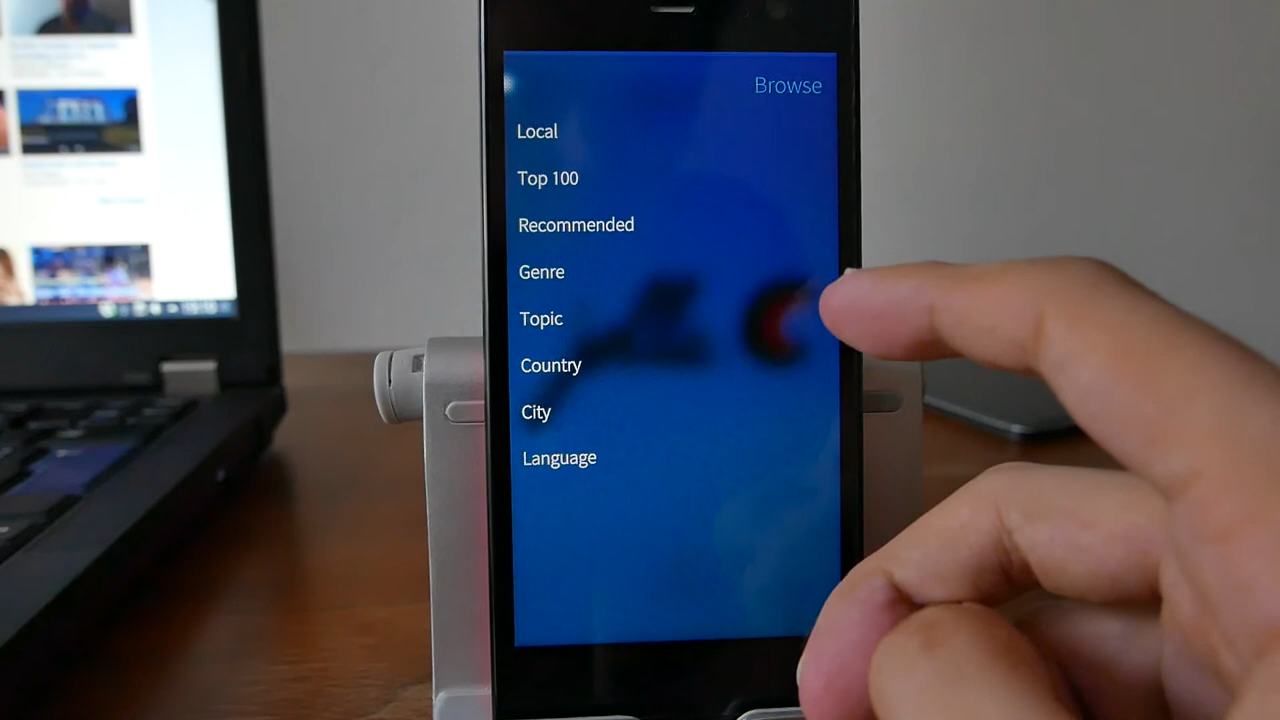 Browse
Local
Top 100
Recommended
Genre
Topic
Country
City
Language